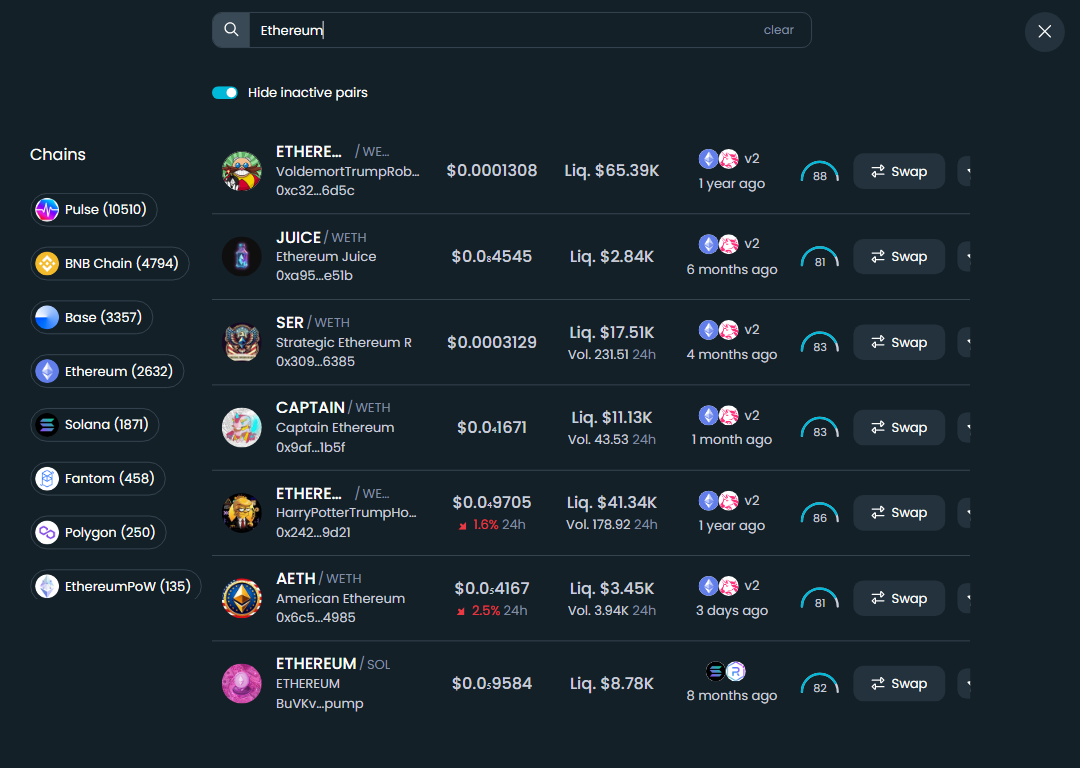 Ethereum
clear
Hide inactive pairs
Chains
Pulse (10510)
BNB Chain (4794)
Base (3357)
Ethereum (2632)
Solana (1871)
Fantom (458)
Polygon (250)
EthereumPoW (135)
ETHERE... / WE...
VoldemortTrumpRob...
0xc32...6d5c
$0.0001308
Liq. $65.39K
v2
1 year ago
88
Swap
JUICE / WETH
Ethereum Juice
0xa95...e51b
$0.0₈4545
Liq. $2.84K
v2
6 months ago
81
Swap
SER / WETH
Strategic Ethereum R
0x309...6385
$0.0003129
Liq. $17.51K
Vol. 231.51 24h
v2
4 months ago
83
Swap
CAPTAIN / WETH
Captain Ethereum
0x9af...1b5f
$0.0₄1671
Liq. $11.13K
Vol. 43.53 24h
v2
1 month ago
83
Swap
ETHERE... / WE...
HarryPotterTrumpHo...
0x242...9d21
$0.0₄9705
1.6% 24h
Liq. $41.34K
Vol. 178.92 24h
v2
1 year ago
86
Swap
AETH / WETH
American Ethereum
0x6c5...4985
$0.0₅4167
2.5% 24h
Liq. $3.45K
Vol. 3.94K 24h
v2
3 days ago
81
Swap
ETHEREUM / SOL
ETHEREUM
BuVKv...pump
$0.0₅9584
Liq. $8.78K
8 months ago
82
Swap